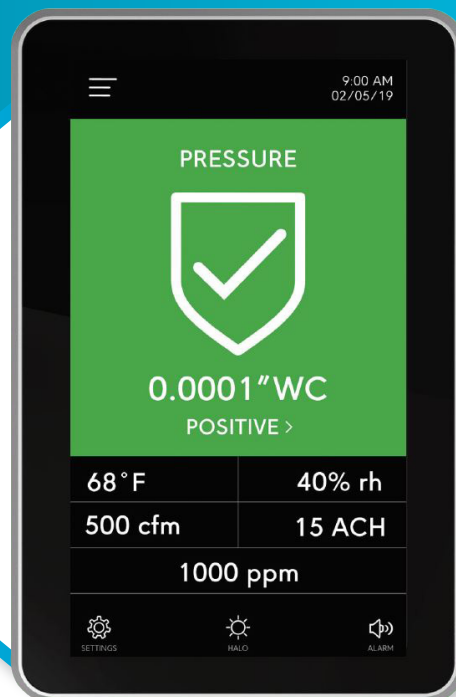 9:00 AM
02/05/19
PRESSURE
0.0001"WC
POSITIVE >
68°F 40% rh
500 cfm 15 ACH
1000 ppm
SETTINGS HALO ALARM